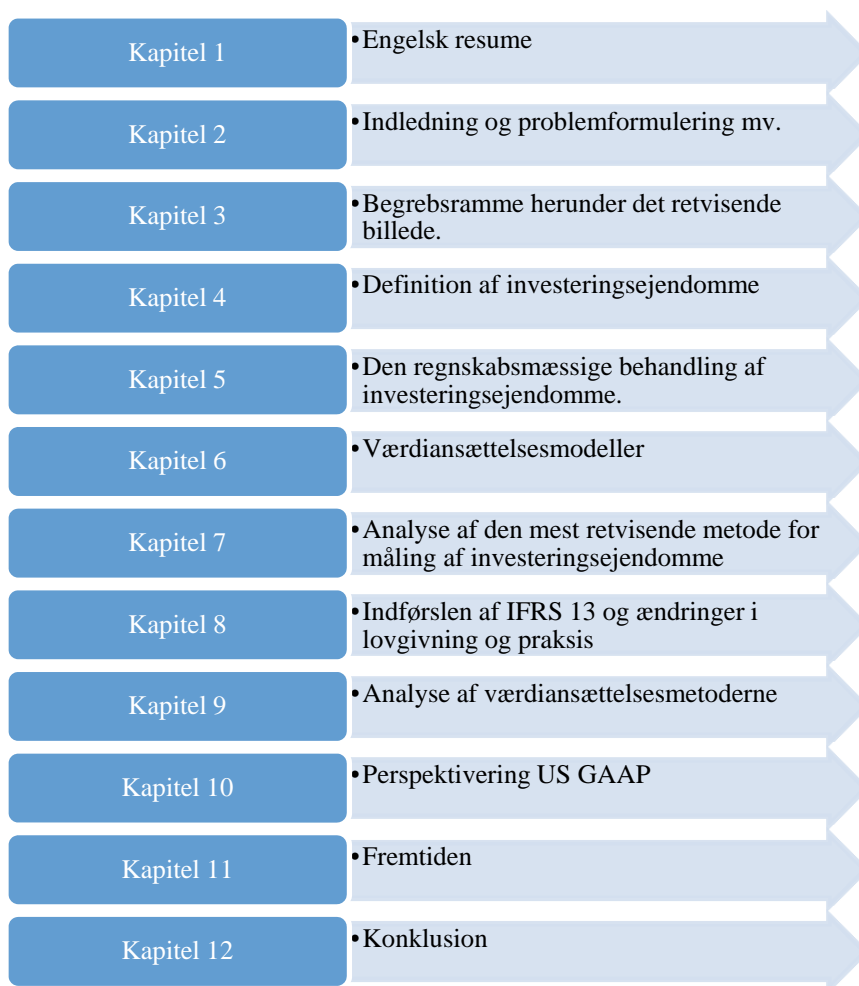 Kapitel 1
•Engelsk resume
Kapitel 2
•Indledning og problemformulering mv.
Kapitel 3
•Begrebsramme herunder det retvisende
billede.
Kapitel 4
•Definition af investeringsejendomme
Kapitel 5
•Den regnskabsmæssige behandling af
investeringsejendomme.
Kapitel 6
•Værdiansættelsesmodeller
Kapitel 7
•Analyse af den mest retvisende metode for
måling af investeringsejendomme
Kapitel 8
•Indførslen af IFRS 13 og ændringer i
lovgivning og praksis
Kapitel 9
•Analyse af værdiansættelsesmetoderne
Kapitel 10
•Perspektivering US GAAP
Kapitel 11
•Fremtiden
Kapitel 12
•Konklusion